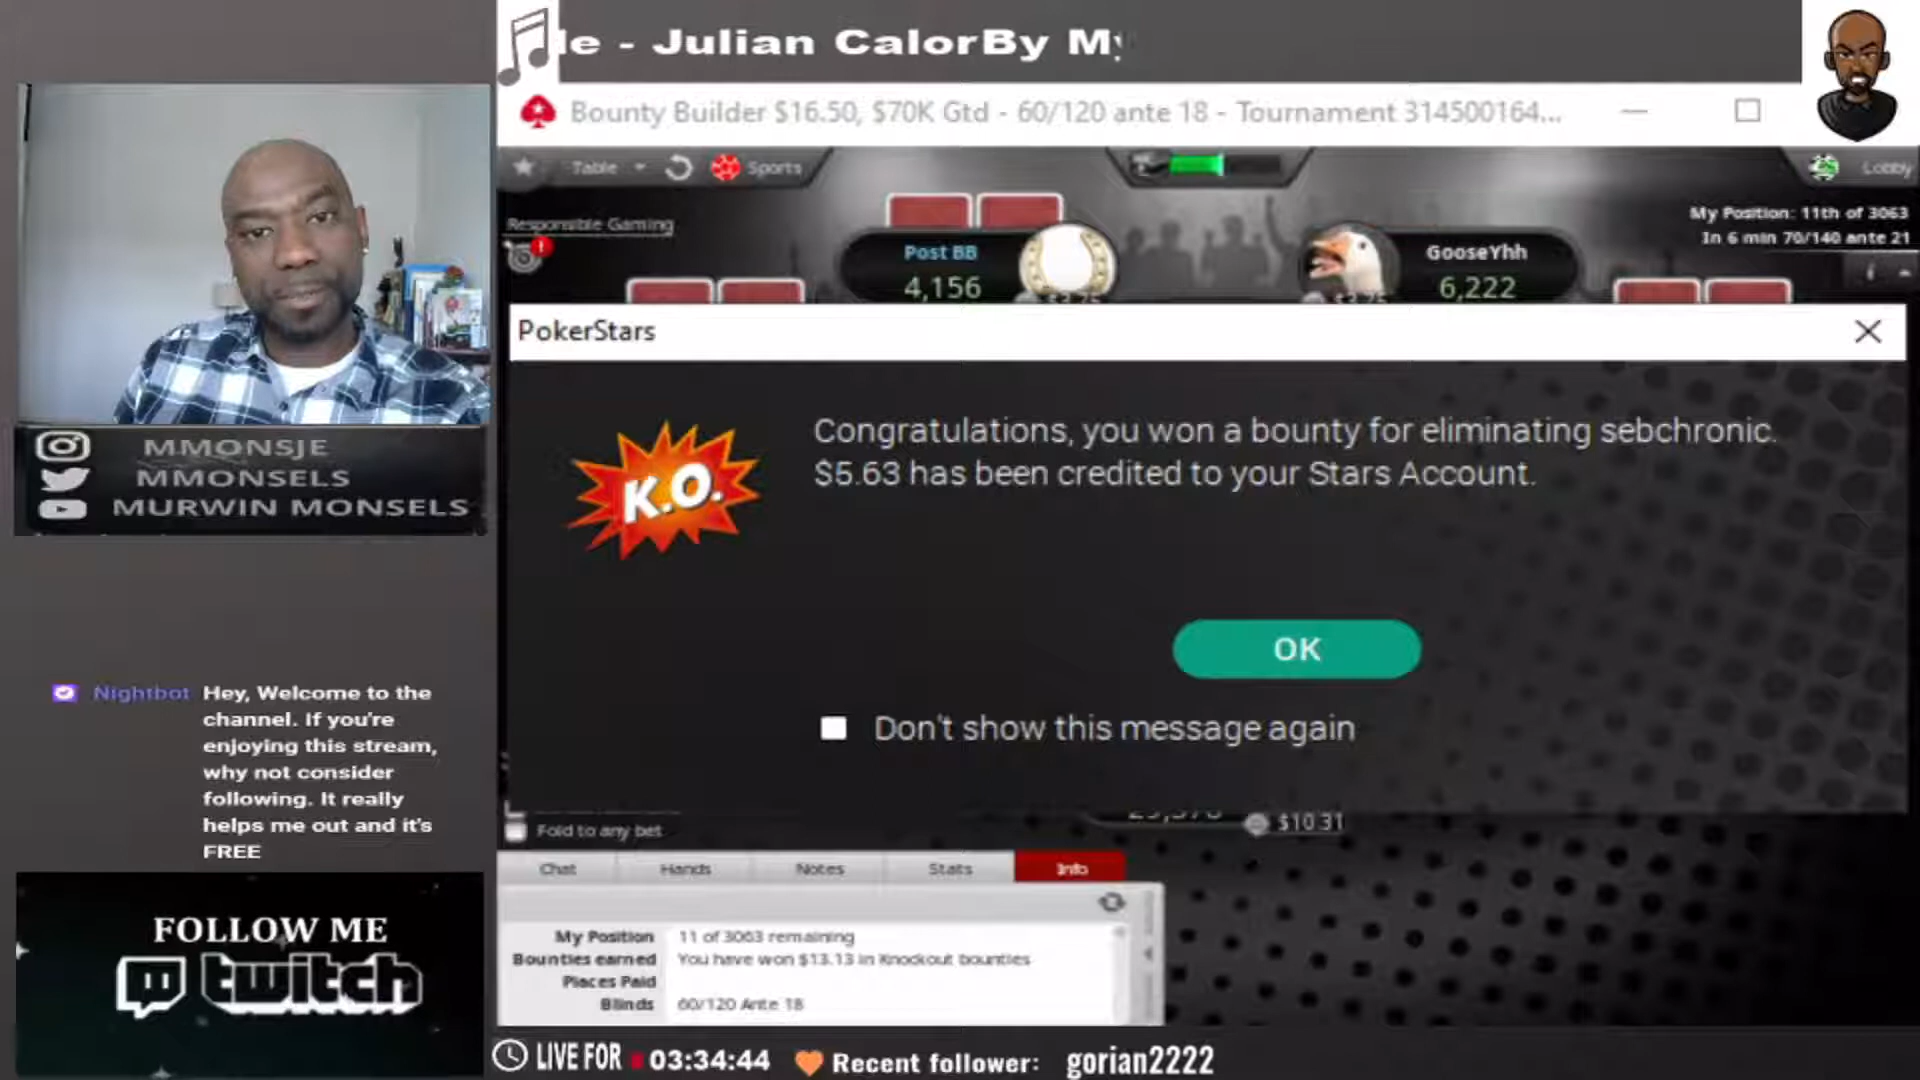 le - Julian CalorBy My
Bounty Builder $16.50, $70K Gtd - 60/120 ante 18 - Tournament 314500164...
Table
Sports
Lobby
Responsible Gaming
My Position: 11th of 3063
In 6 min 70/140 ante 21
Post BB
4,156
GooseYhh
6,222
PokerStars
Congratulations, you won a bounty for eliminating sebchronic.
$5.63 has been credited to your Stars Account.
K.O.
OK
Don't show this message again
MMONSJE
MMONSELS
MURWIN MONSELS
Nightbot Hey, Welcome to the
channel. If you're
enjoying this stream,
why not consider
following. It really
helps me out and it's
FREE
FOLLOW ME
twitch
Fold to any bet
$10.31
Chat Hands Notes Stats Info
My Position 11 of 3063 remaining
Bounties earned You have won $13.13 in Knockout bounties
Places Paid
Blinds 60/120 Ante 18
LIVE FOR 03:34:44 Recent follower: gorian2222